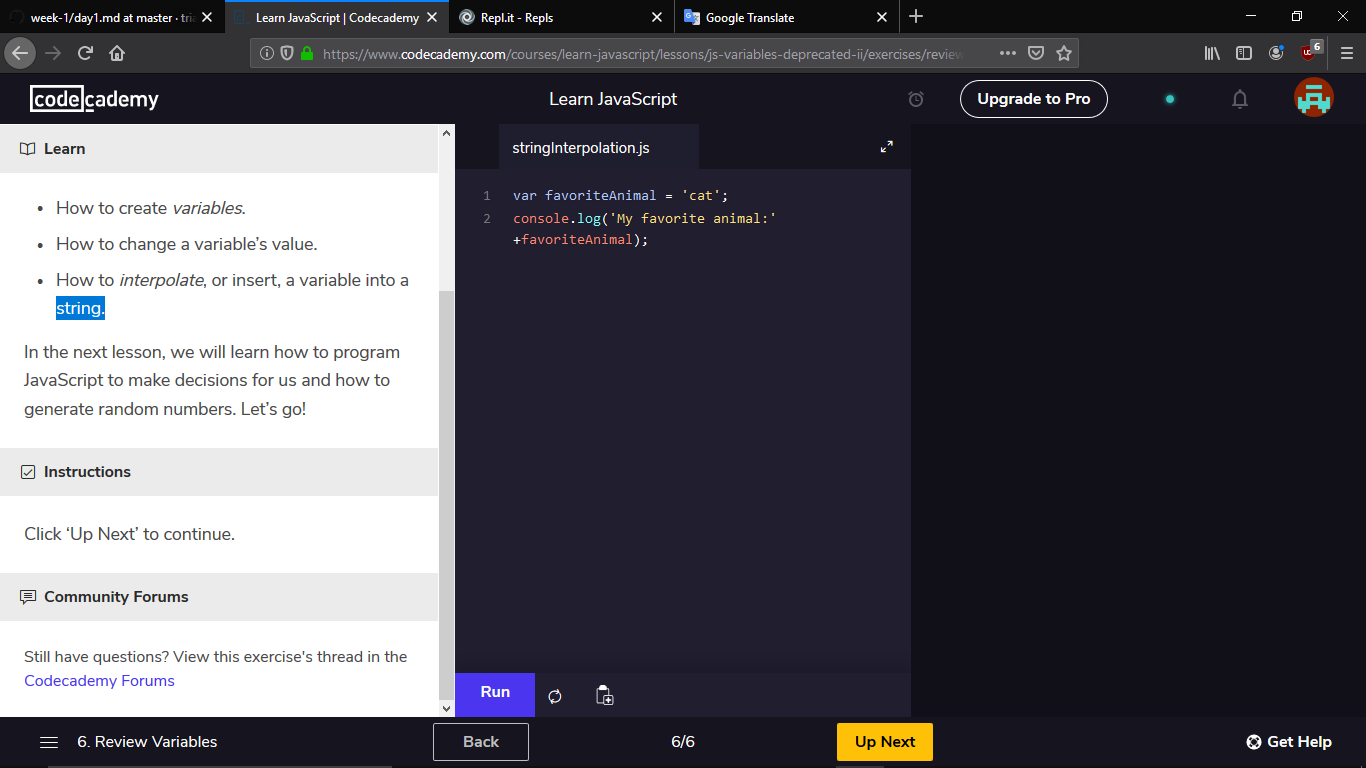 week-1/day1.md at master · tri
Learn JavaScript | Codecademy
Repl.it - Repls
Google Translate
https://www.codecademy.com/courses/learn-javascript/lessons/js-variables-deprecated-ii/exercises/review
6
codecademy
Learn JavaScript
Upgrade to Pro
Learn
• How to create variables.
• How to change a variable’s value.
• How to interpolate, or insert, a variable into a
string.
In the next lesson, we will learn how to program
JavaScript to make decisions for us and how to
generate random numbers. Let’s go!
Instructions
Click ‘Up Next’ to continue.
Community Forums
Still have questions? View this exercise's thread in the
Codecademy Forums
stringInterpolation.js
1 var favoriteAnimal = 'cat';
2 console.log('My favorite animal:'
+favoriteAnimal);
Run
6. Review Variables
Back
6/6
Up Next
Get Help